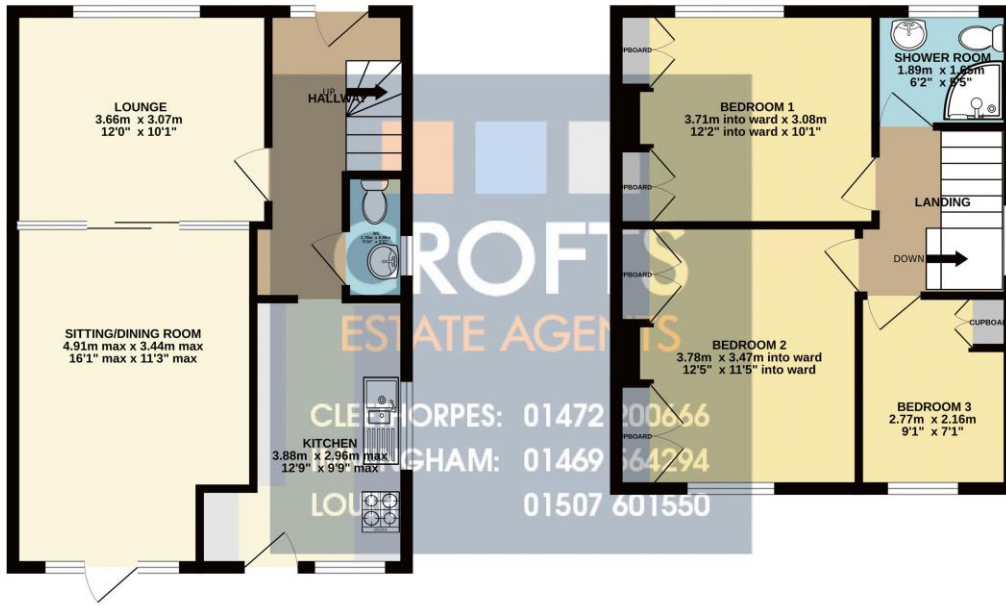 LOUNGE
3.66m x 3.07m
12'0" x 10'1"
UP
HALLWAY
SITTING/DINING ROOM
4.91m max x 3.44m max
16'1" max x 11'3" max
KITCHEN
3.88m x 2.96m max
12'9" x 9'9" max
UPBOARD
BEDROOM 1
3.71m into ward x 3.08m
12'2" into ward x 10'1"
UPBOARD
SHOWER ROOM
1.89m x 1.65m
6'2" x 5'5"
LANDING
DOWN
UPBOARD
BEDROOM 2
3.78m x 3.47m into ward
12'5" x 11'5" into ward
UPBOARD
CUPBOAR
BEDROOM 3
2.77m x 2.16m
9'1" x 7'1"
CROFTS
ESTATE AGENTS
CLEETHORPES: 01472 200666
01469 564294
01507 601550